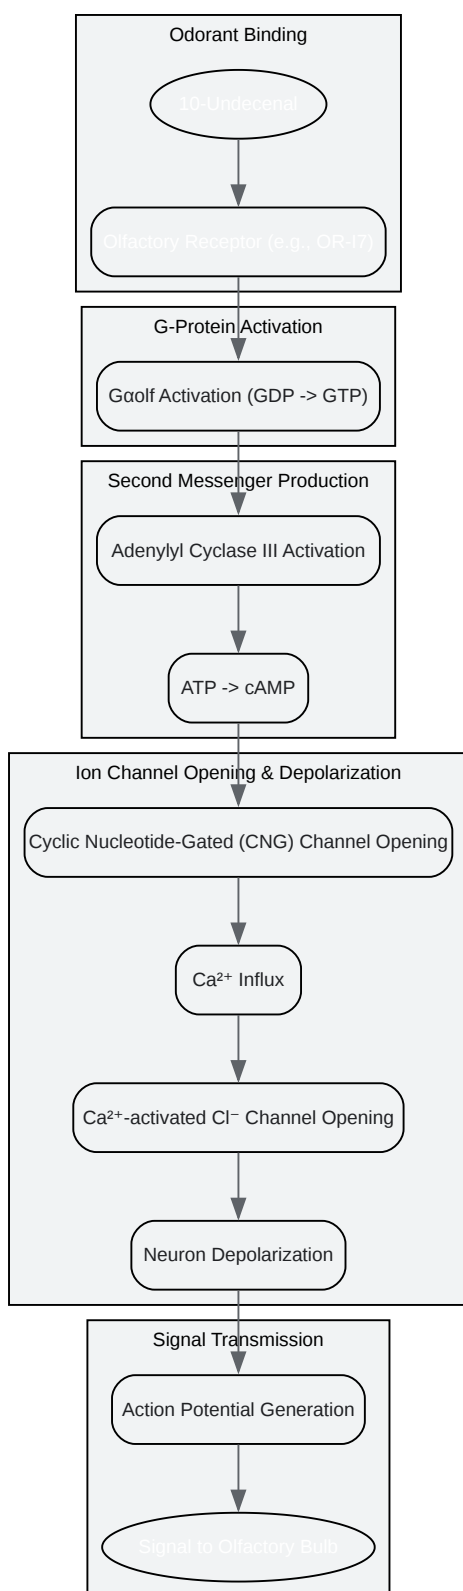 Odorant Binding
10-Undecenal
Olfactory Receptor (e.g., OR-I7)
G-Protein Activation
Gαolf Activation (GDP -> GTP)
Second Messenger Production
Adenylyl Cyclase III Activation
ATP -> cAMP
Ion Channel Opening & Depolarization
Cyclic Nucleotide-Gated (CNG) Channel Opening
Ca²⁺ Influx
Ca²⁺-activated Cl⁻ Channel Opening
Neuron Depolarization
Signal Transmission
Action Potential Generation
Signal to Olfactory Bulb